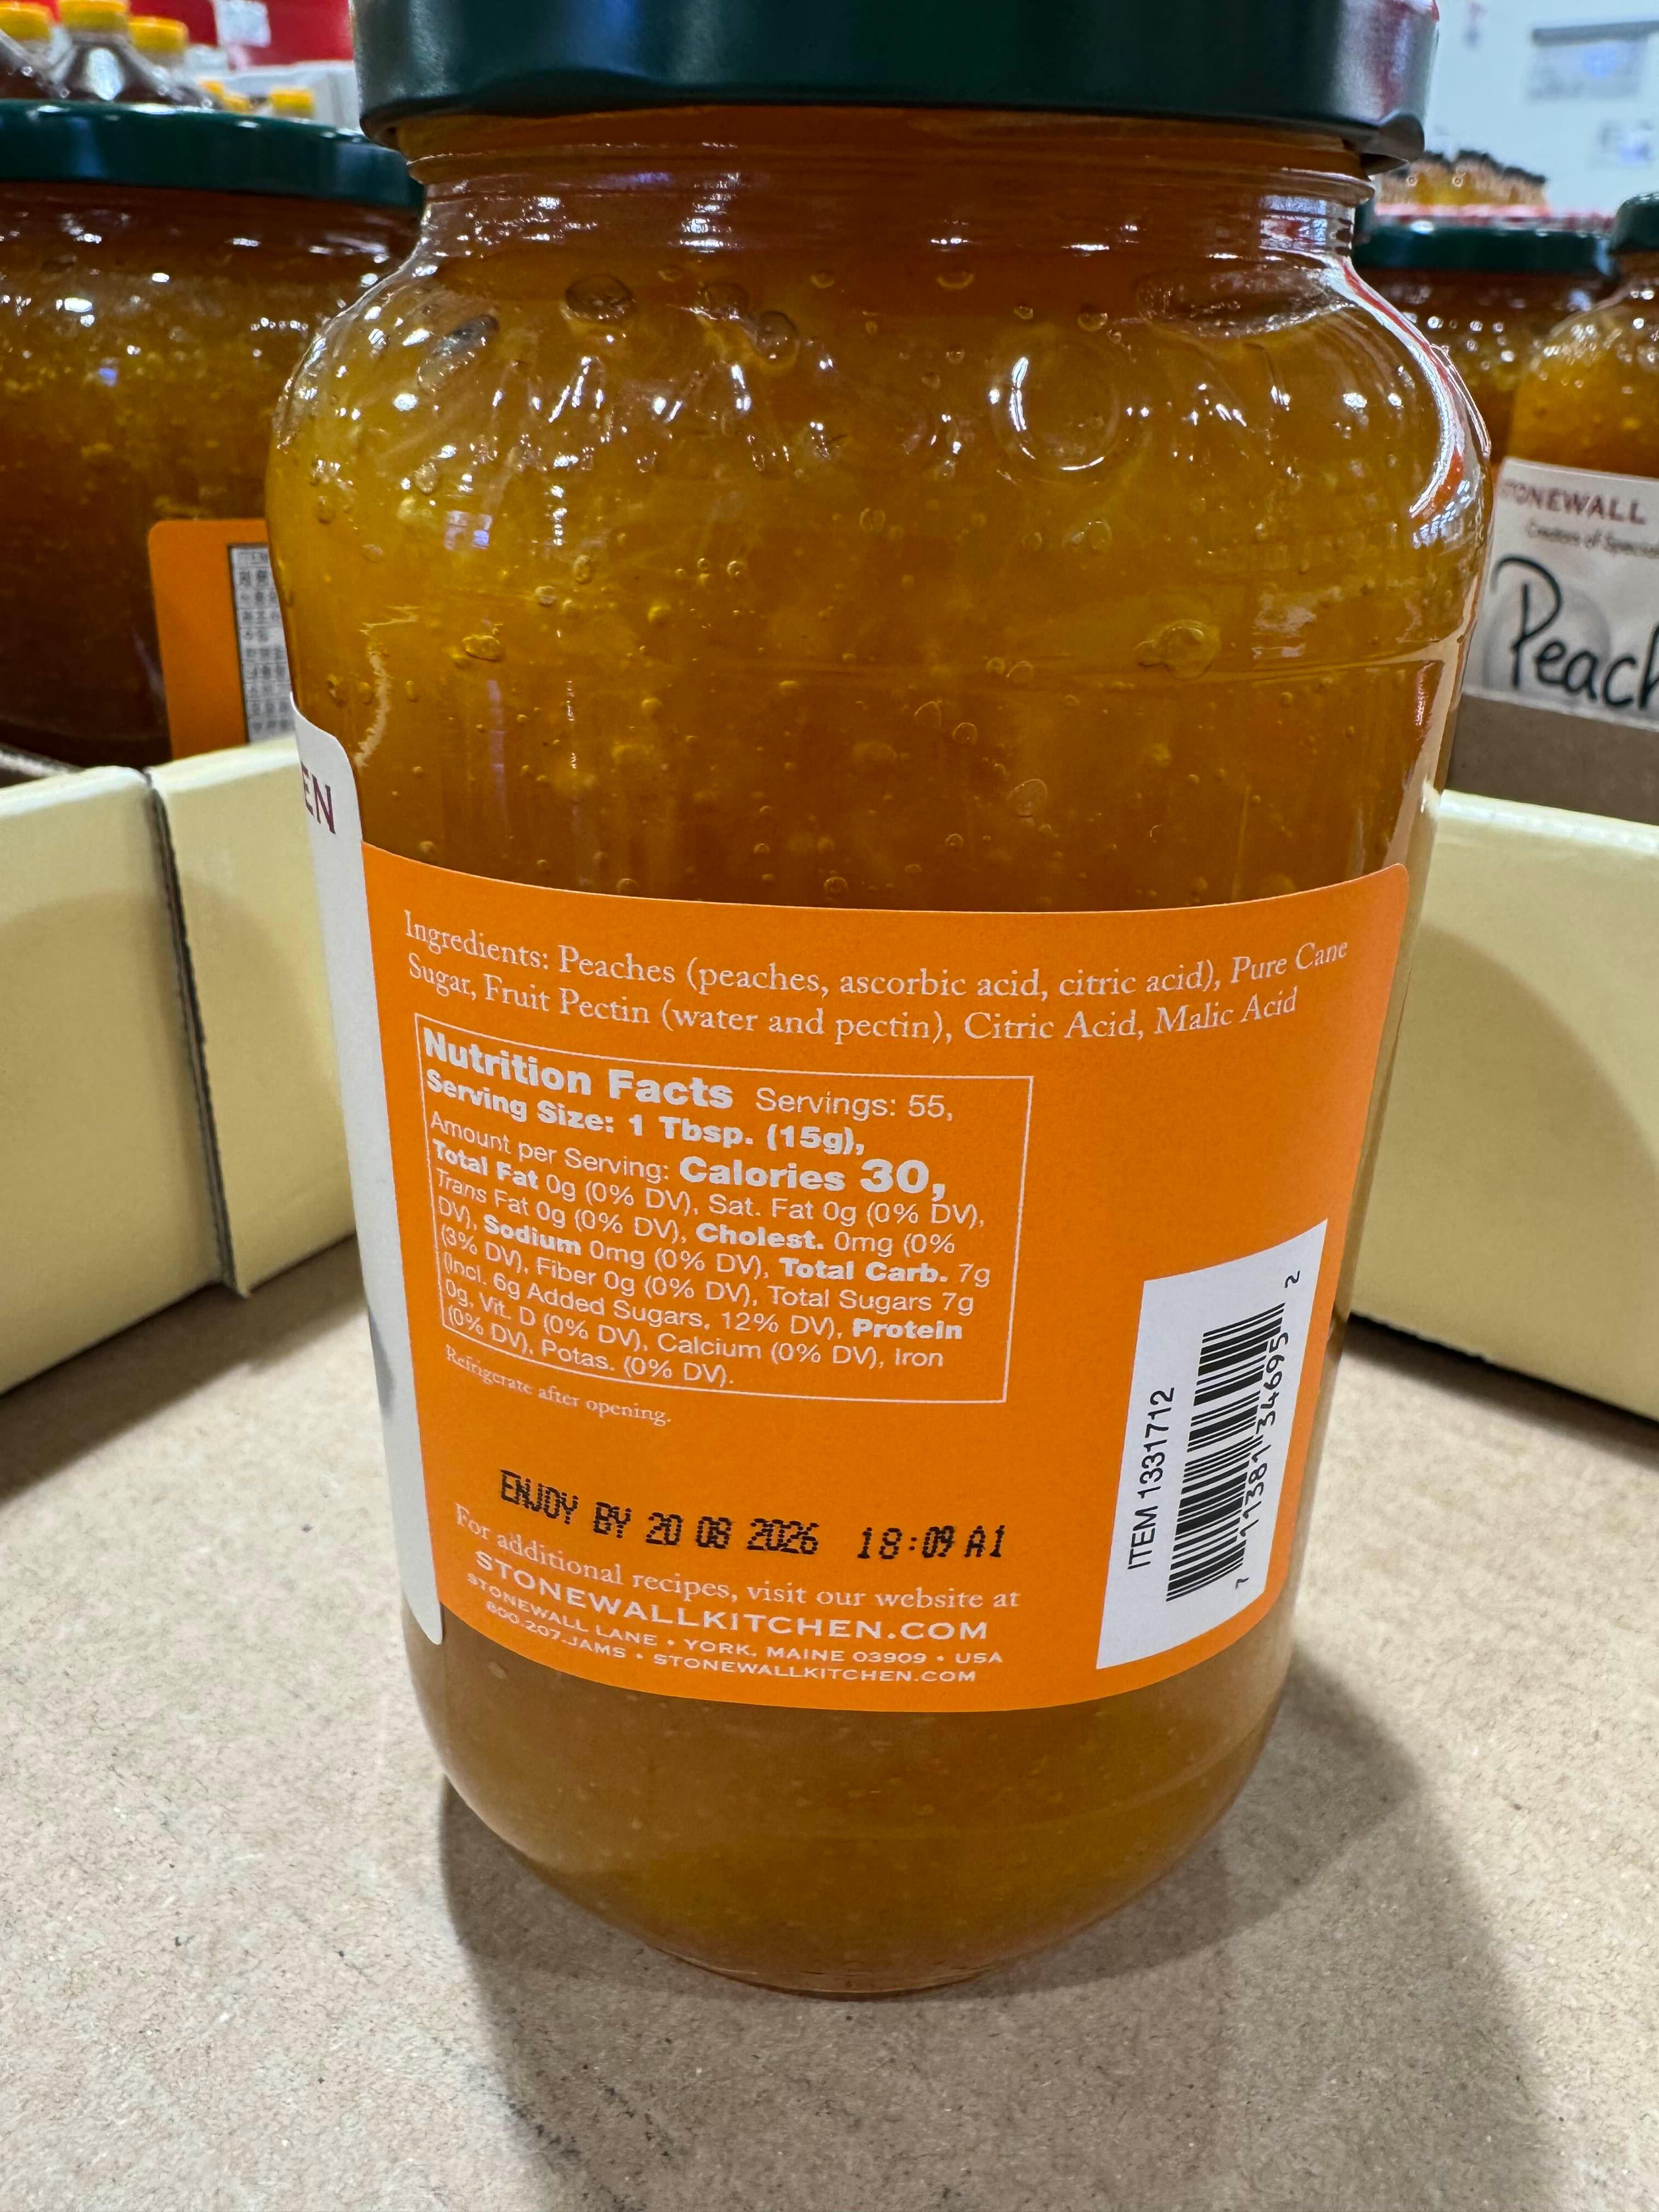 STONEWALL
Creators of
Peach
EN
Ingredients: Peaches (peaches, ascorbic acid, citric acid), Pure Cane
Sugar, Fruit Pectin (water and pectin), Citric Acid, Malic Acid
Nutrition Facts Servings: 55,
Serving Size: 1 Tbsp. (15g),
Amount per Serving: Calories 30,
Total Fat 0g (0% DV), Sat. Fat 0g (0% DV),
Trans Fat 0g (0% DV), Cholest. 0mg (0%
DV), Sodium 0mg (0% DV), Total Carb. 7g
(3% DV), Fiber 0g (0% DV), Total Sugars 7g
(Incl. 6g Added Sugars, 12% DV), Protein
0g, Vit. D (0% DV), Calcium (0% DV), Iron
(0% DV), Potas. (0% DV).
Refrigerate after opening.
ENJOY BY 20 08 2026 18:09 A1
For additional recipes, visit our website at
STONEWALLKITCHEN.COM
STONEWALL LANE • YORK, MAINE 03909 • USA
800.207.JAMS • STONEWALLKITCHEN.COM
ITEM 1331712
7 11381 34695 2